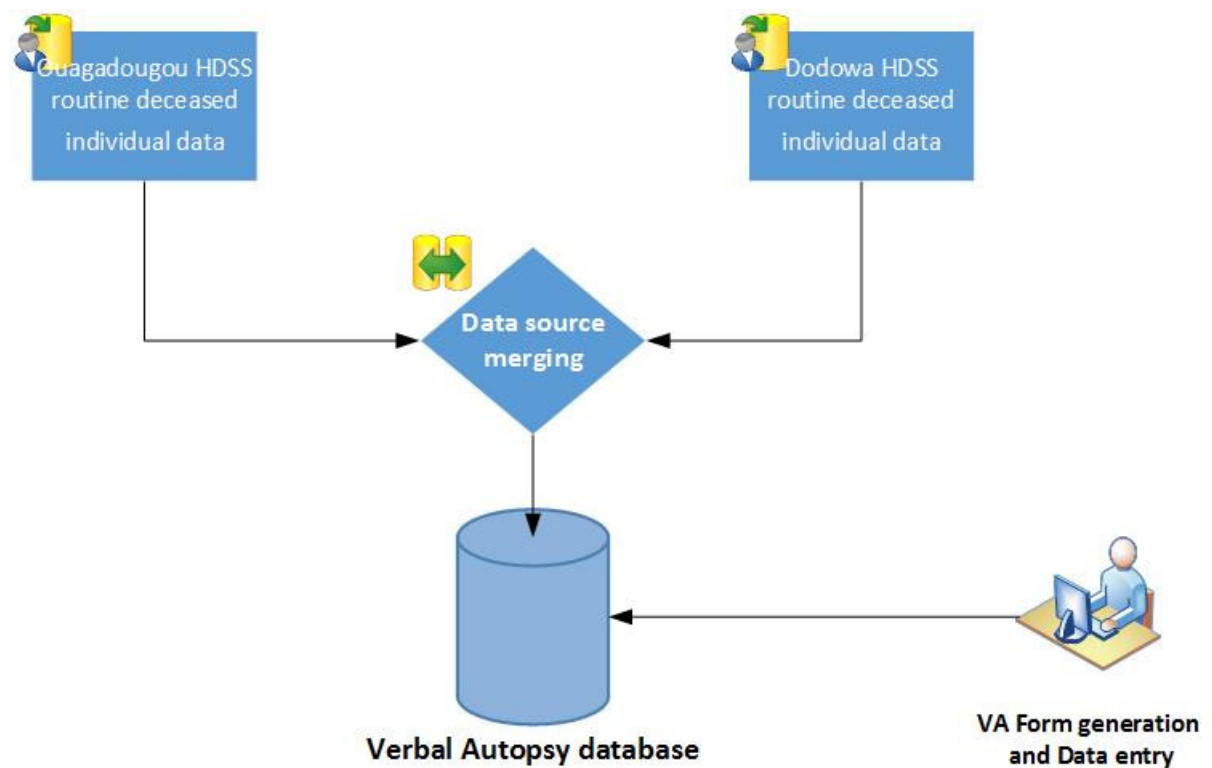 Ouagadougou HDSS
routine deceased
individual data
Dodowa HDSS
routine deceased
individual data
Data source
merging
Verbal Autopsy database
VA Form generation
and Data entry